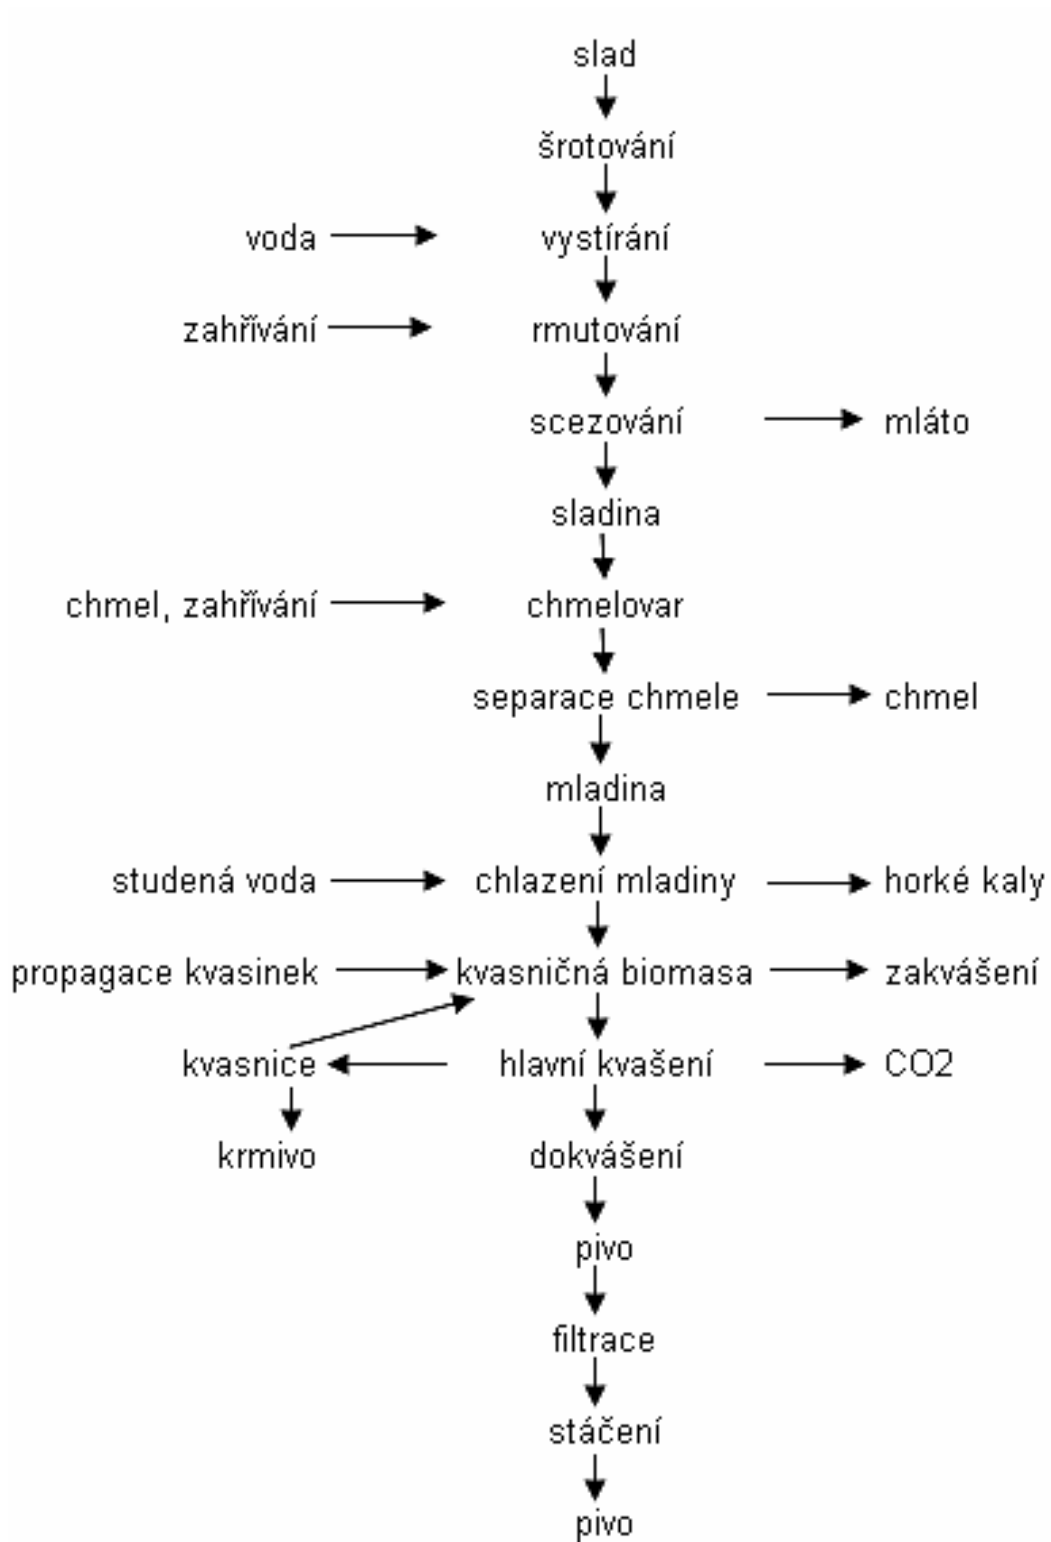 slad
šrotování
voda vystírání
zahřívání rmutování
scezování mláto
sladina
chmel, zahřívání chmelovar
separace chmele chmel
mladina
studená voda chlazení mladiny horké kaly
propagace kvasinek kvasničná biomasa zakvášení
kvasnice hlavní kvašení CO2
krmivo dokvášení
pivo
filtrace
stáčení
pivo